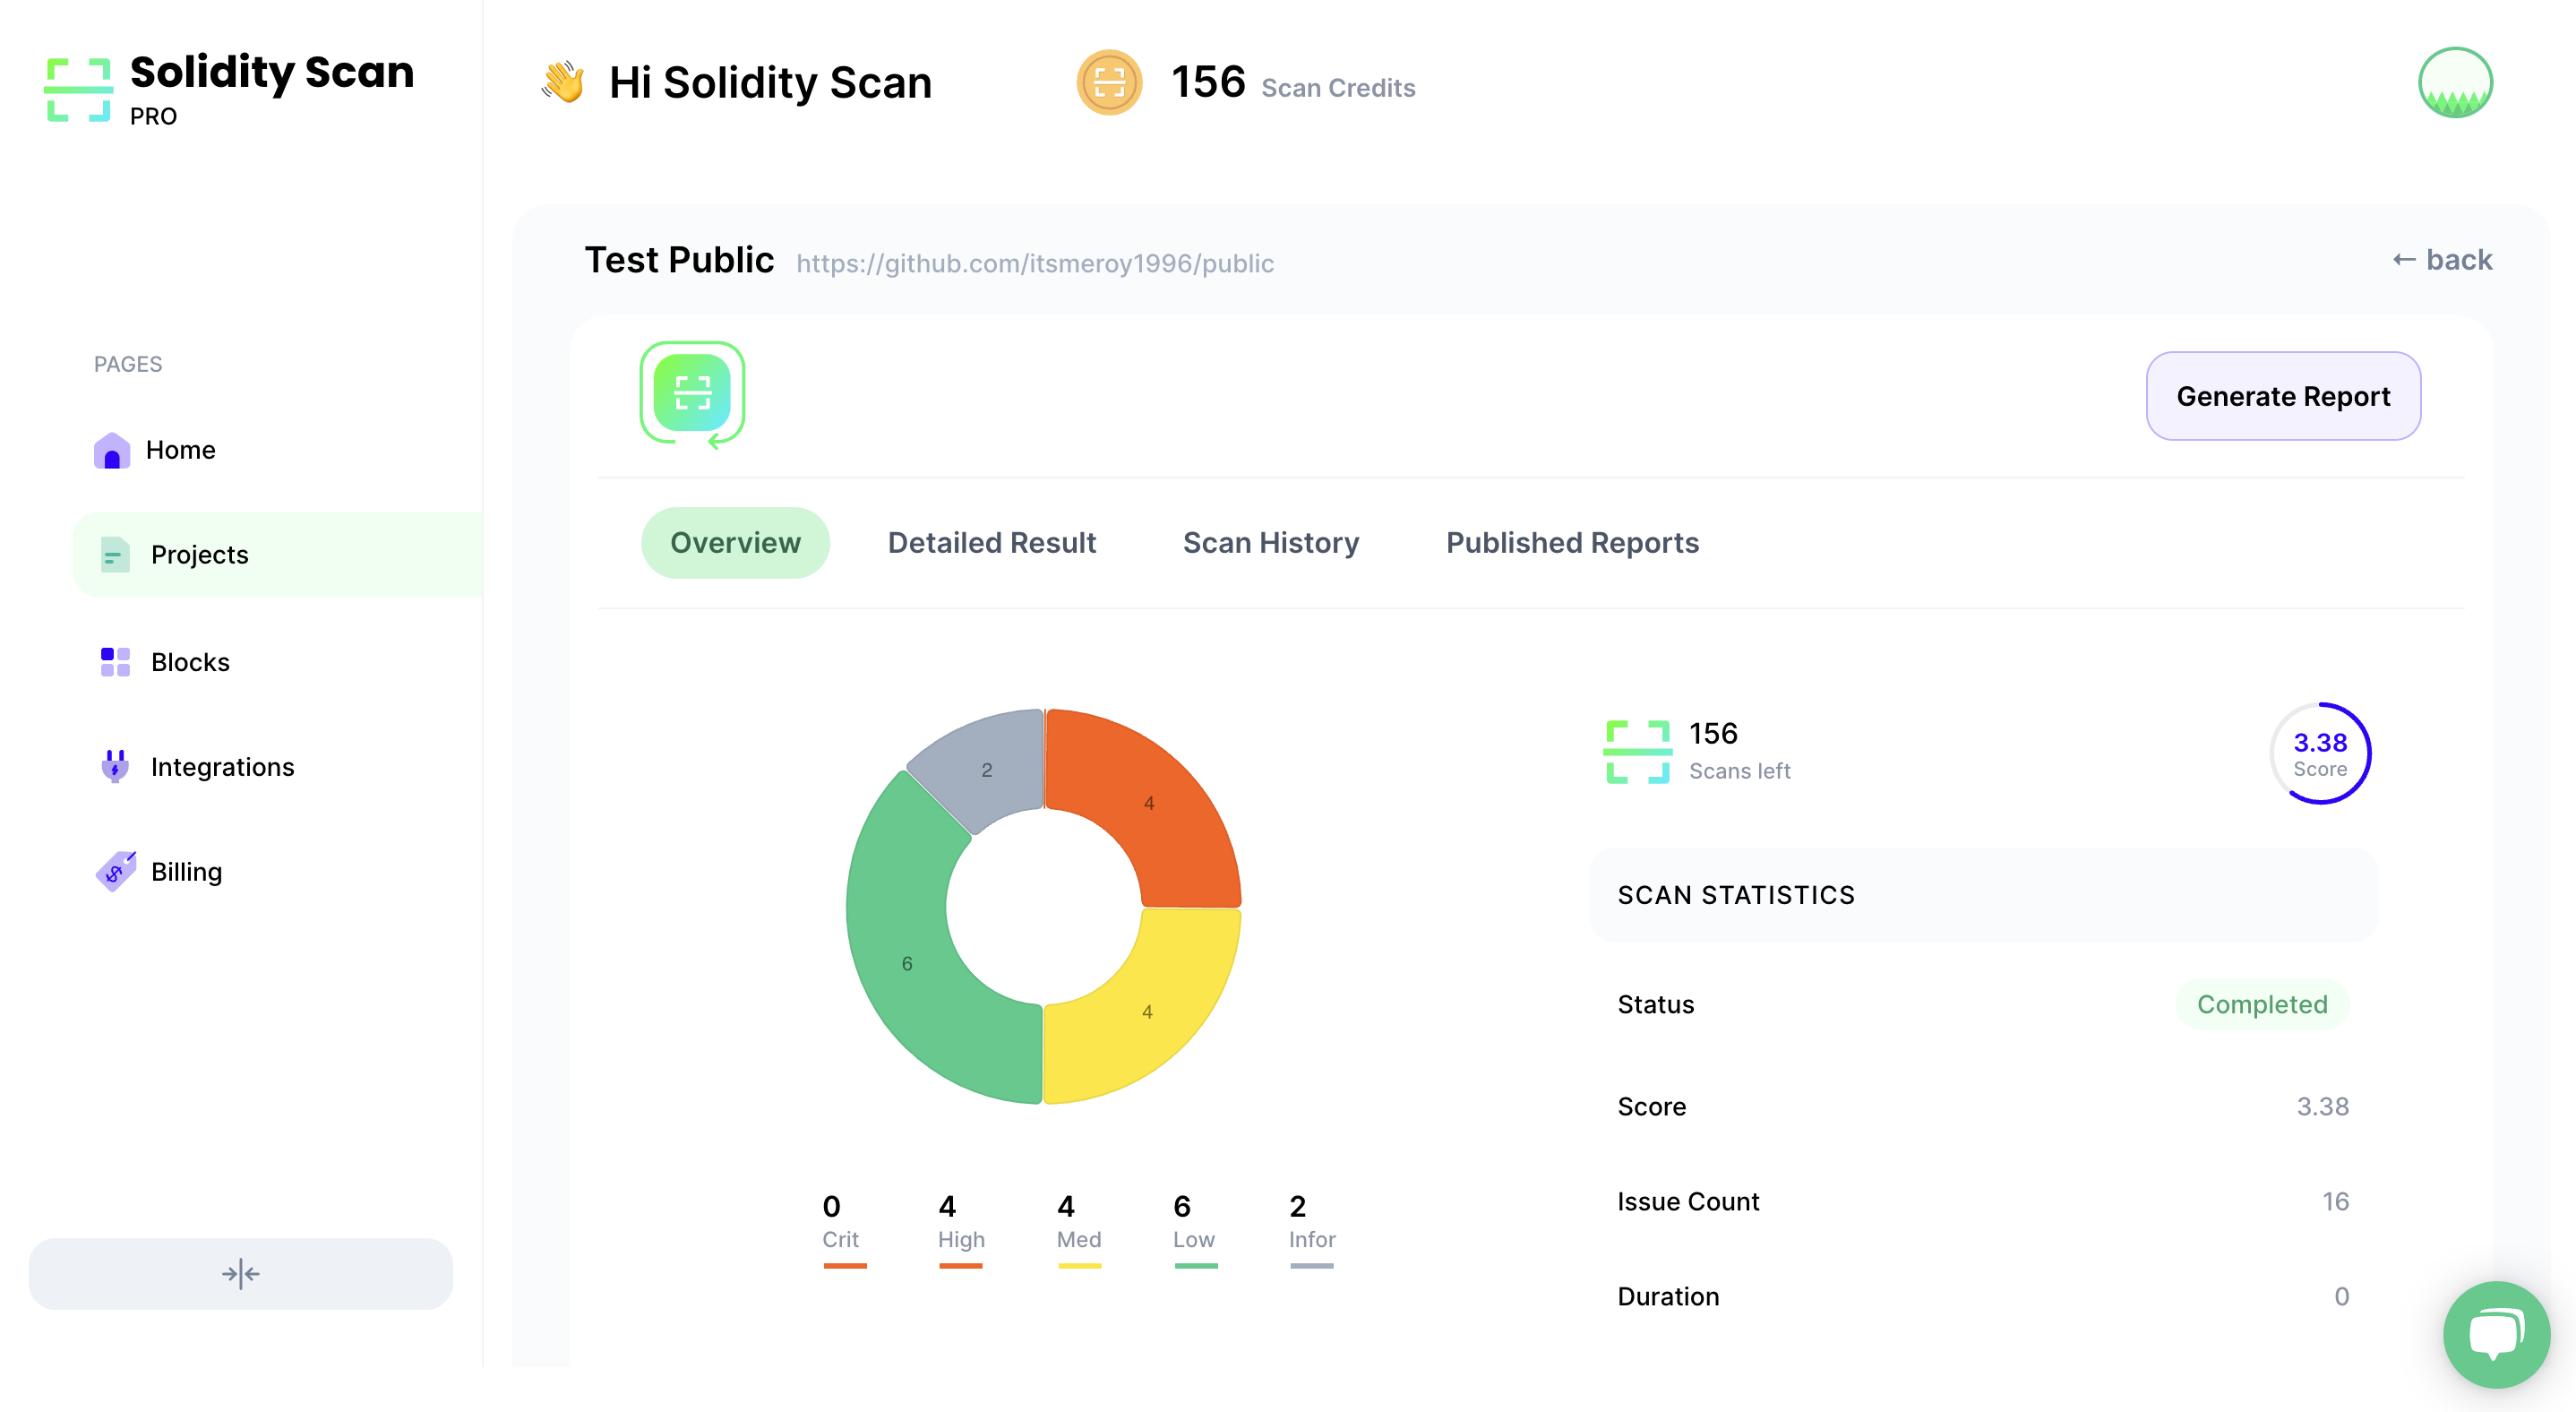 Solidity Scan
PRO
Hi Solidity Scan
156 Scan Credits
Test Public https://github.com/itsmeroy1996/public
← back
PAGES
Home
Projects
Blocks
Integrations
Billing
Generate Report
Overview Detailed Result Scan History Published Reports
2
4
6
4
0 4 4 6 2
Crit High Med Low Infor
156
Scans left
3.38
Score
SCAN STATISTICS
Status Completed
Score 3.38
Issue Count 16
Duration 0